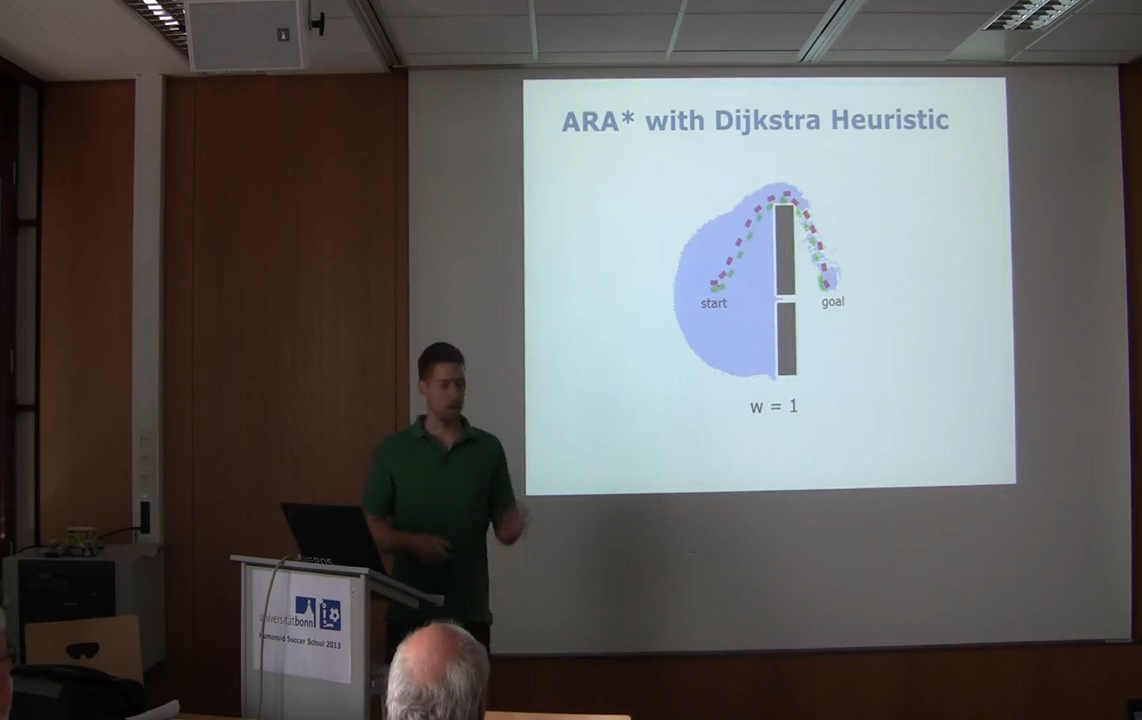 ARA* with Dijkstra Heuristic
start
goal
w = 1
universitätbonn
Humanoid Soccer School 2013